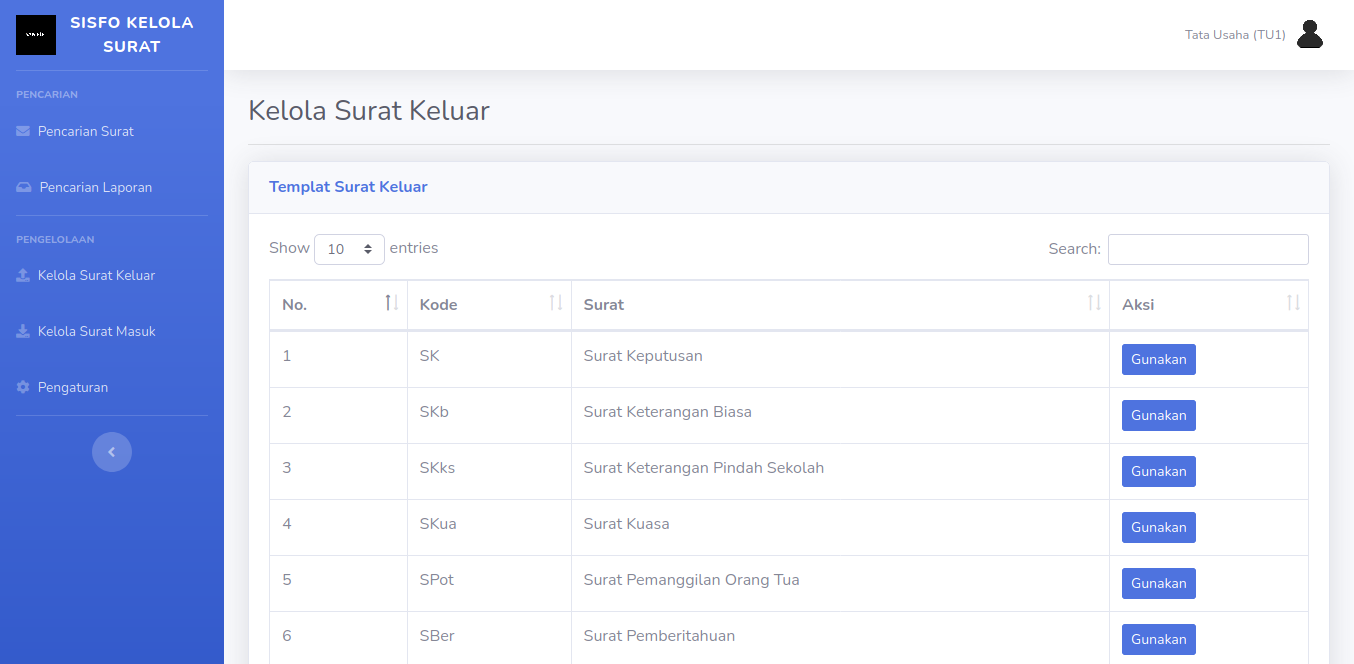 SISFO KELOLA
SURAT
Tata Usaha (TU1)
PENCARIAN
Pencarian Surat
Pencarian Laporan
PENGELOLAAN
Kelola Surat Keluar
Kelola Surat Masuk
Pengaturan
Kelola Surat Keluar
Templat Surat Keluar
Show 10 entries Search:
No. Kode Surat Aksi
1 SK Surat Keputusan Gunakan
2 SKb Surat Keterangan Biasa Gunakan
3 SKks Surat Keterangan Pindah Sekolah Gunakan
4 SKua Surat Kuasa Gunakan
5 SPot Surat Pemanggilan Orang Tua Gunakan
6 SBer Surat Pemberitahuan Gunakan